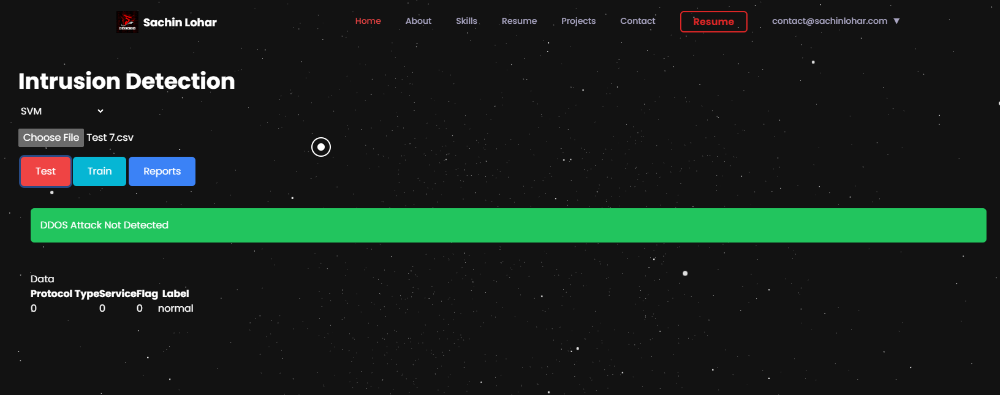 Sachin Lohar Home About Skills Resume Projects Contact Resume contact@sachinlohar.com ▼
Intrusion Detection
SVM
Choose File Test 7.csv
Test Train Reports
DDOS Attack Not Detected
Data
Protocol Type Service Flag Label
0 0 0 normal